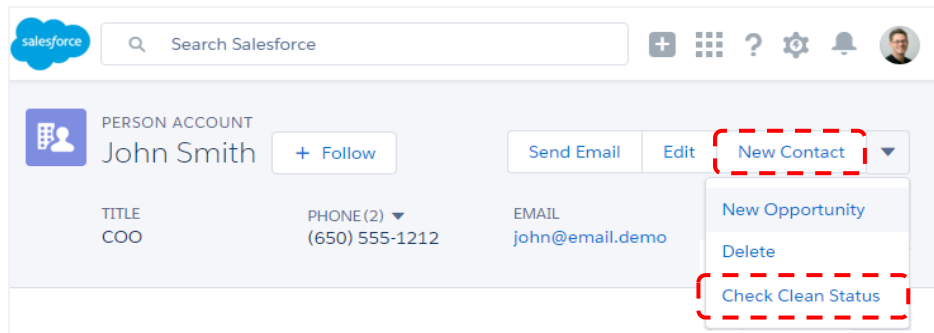 salesforce
Search Salesforce
?
PERSON ACCOUNT
John Smith
+ Follow
Send Email
Edit
New Contact
TITLE
PHONE (2)
EMAIL
COO
(650) 555-1212
john@email.demo
New Opportunity
Delete
Check Clean Status